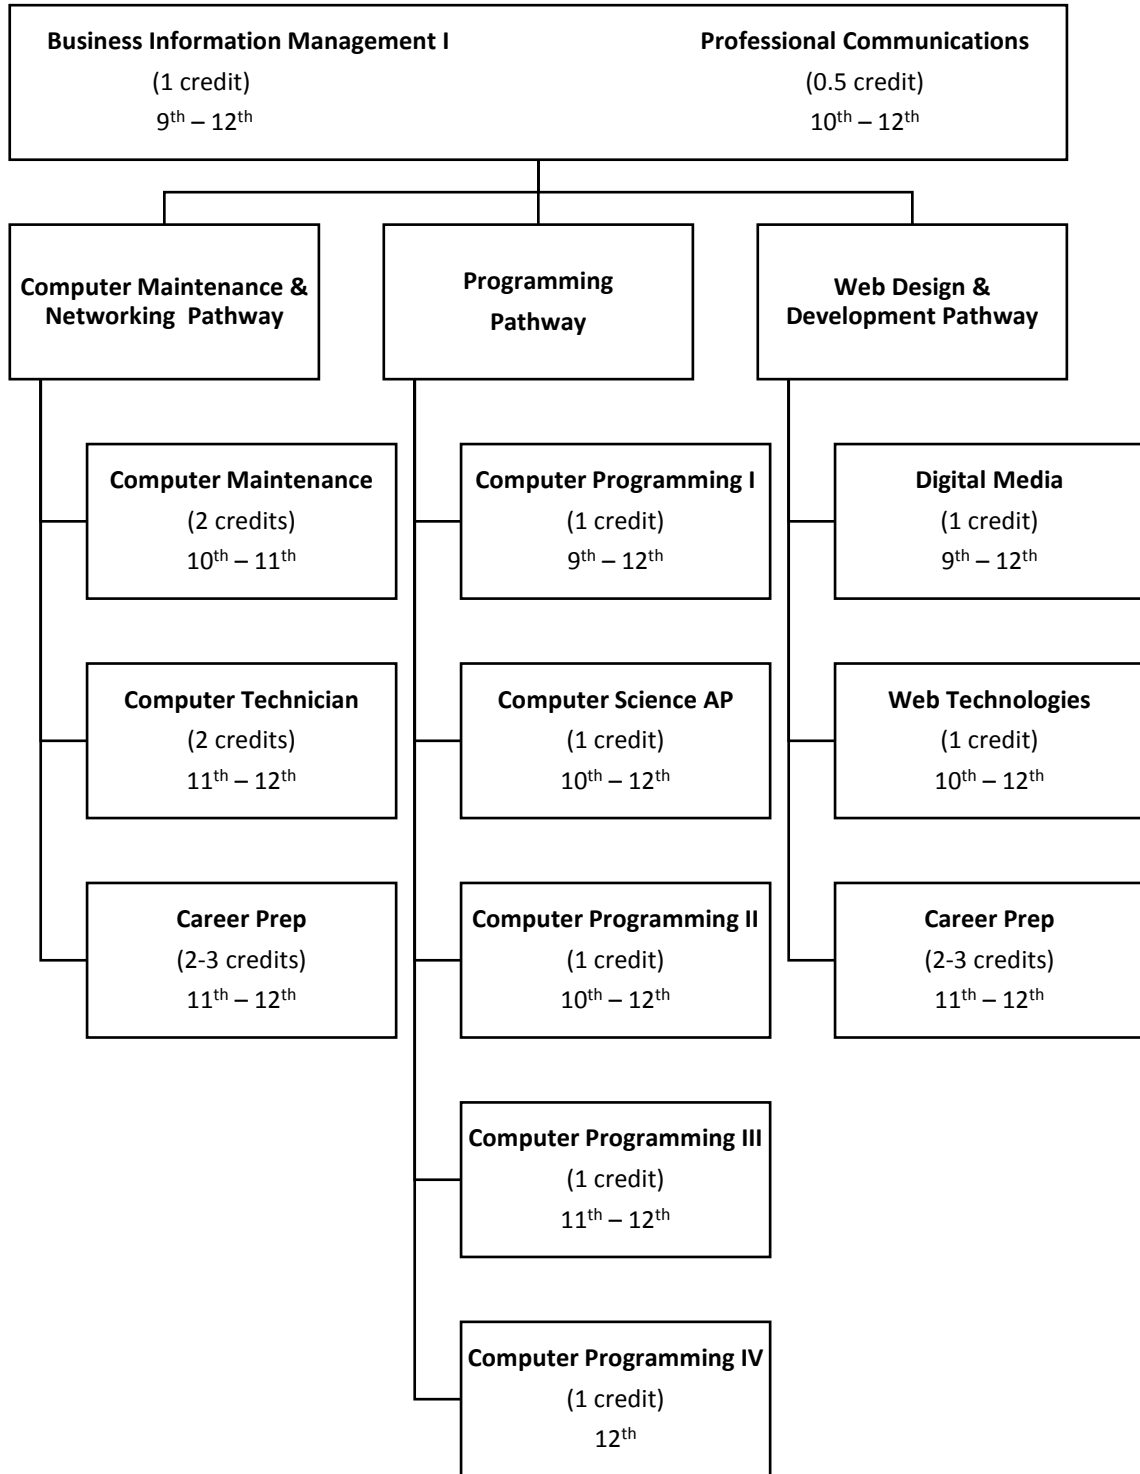 Business Information Management I
(1 credit)
9th – 12th
Professional Communications
(0.5 credit)
10th – 12th
Computer Maintenance &
Networking Pathway
Programming
Pathway
Web Design &
Development Pathway
Computer Maintenance
(2 credits)
10th – 11th
Computer Technician
(2 credits)
11th – 12th
Career Prep
(2-3 credits)
11th – 12th
Computer Programming I
(1 credit)
9th – 12th
Computer Science AP
(1 credit)
10th – 12th
Computer Programming II
(1 credit)
10th – 12th
Computer Programming III
(1 credit)
11th – 12th
Computer Programming IV
(1 credit)
12th
Digital Media
(1 credit)
9th – 12th
Web Technologies
(1 credit)
10th – 12th
Career Prep
(2-3 credits)
11th – 12th